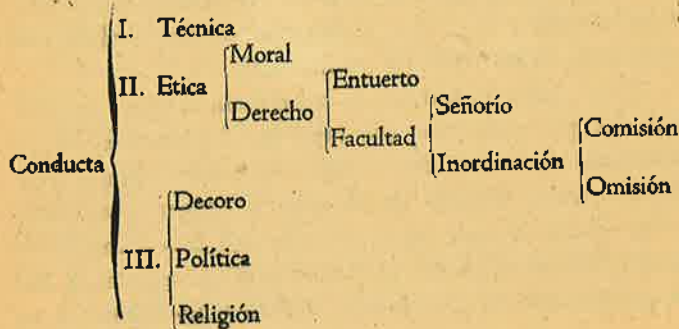 I. Técnica
Moral
II. Etica
Entuerto
Derecho
Señorío
Facultad
Comisión
Conducta
Inordinación
Omisión
Decoro
III. Política
Religión